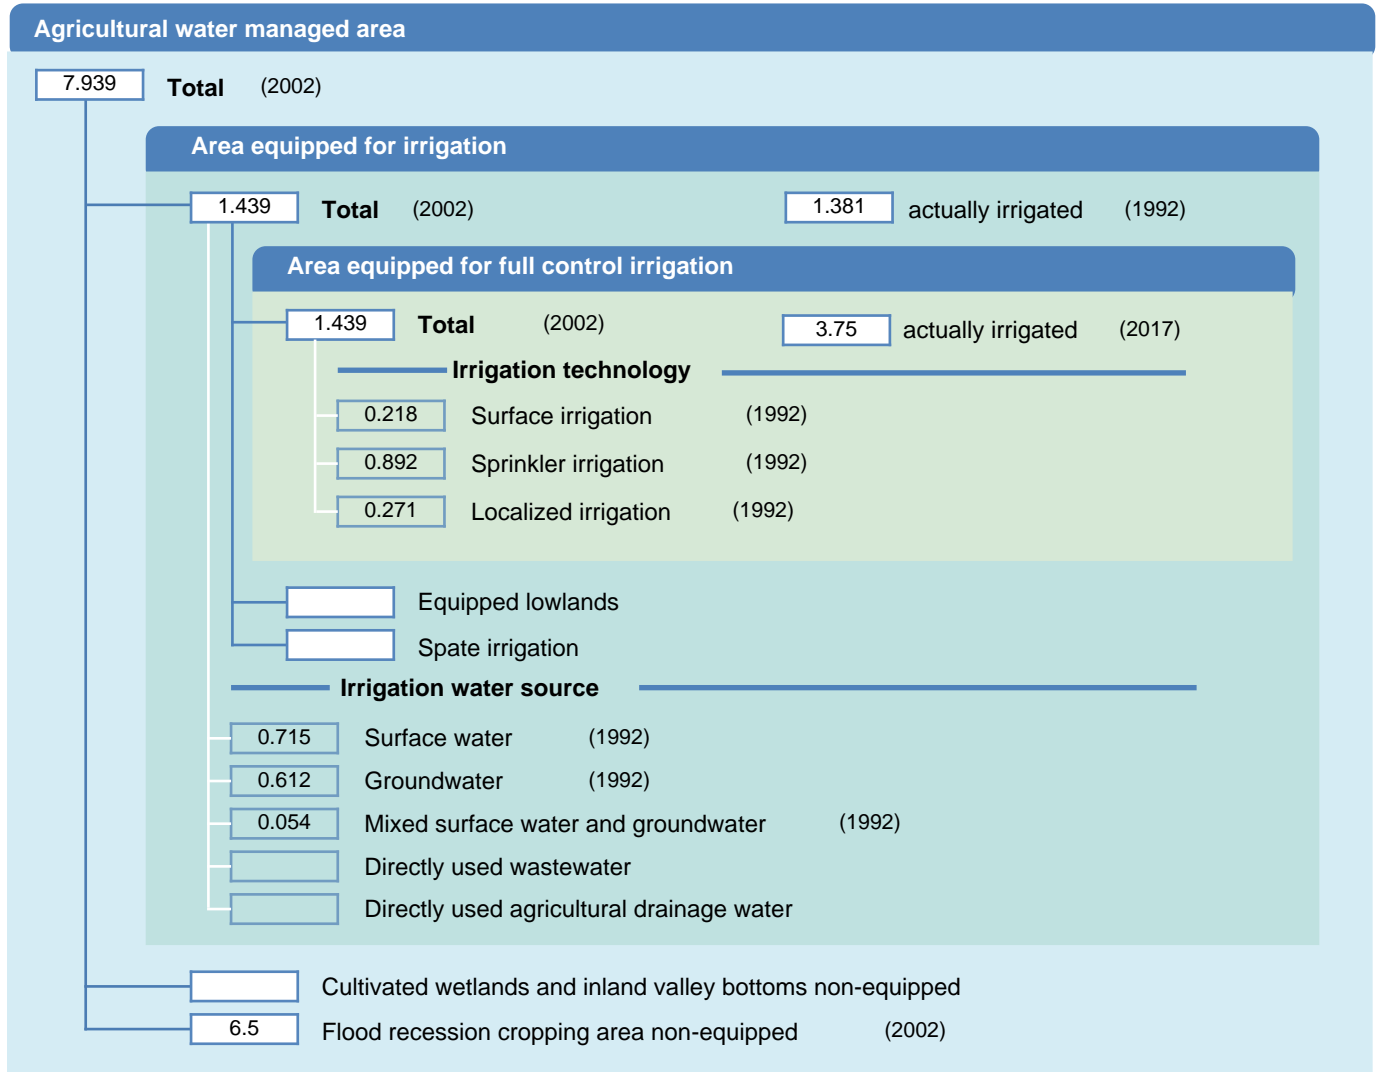 Agricultural water managed area
7.939 Total (2002)
Area equipped for irrigation
1.439 Total (2002) 1.381 actually irrigated (1992)
Area equipped for full control irrigation
1.439 Total (2002) 3.75 actually irrigated (2017)
Irrigation technology
0.218 Surface irrigation (1992)
0.892 Sprinkler irrigation (1992)
0.271 Localized irrigation (1992)
Equipped lowlands
Spate irrigation
Irrigation water source
0.715 Surface water (1992)
0.612 Groundwater (1992)
0.054 Mixed surface water and groundwater (1992)
Directly used wastewater
Directly used agricultural drainage water
Cultivated wetlands and inland valley bottoms non-equipped
6.5 Flood recession cropping area non-equipped (2002)